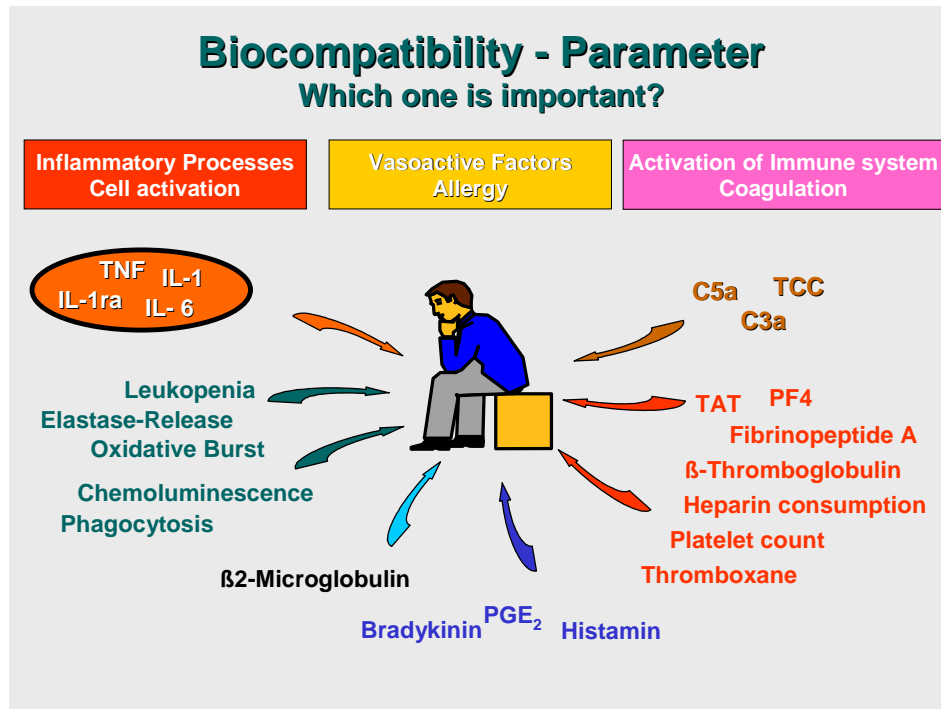 Biocompatibility - Parameter
Which one is important?
Inflammatory Processes
Cell activation
Vasoactive Factors
Allergy
Activation of Immune system
Coagulation
TNF IL-1
IL-1ra IL- 6
Leukopenia
Elastase-Release
Oxidative Burst
Chemoluminescence
Phagocytosis
ß2-Microglobulin
Bradykinin PGE₂ Histamin
C5a TCC
C3a
TAT PF4
Fibrinopeptide A
ß-Thromboglobulin
Heparin consumption
Platelet count
Thromboxane